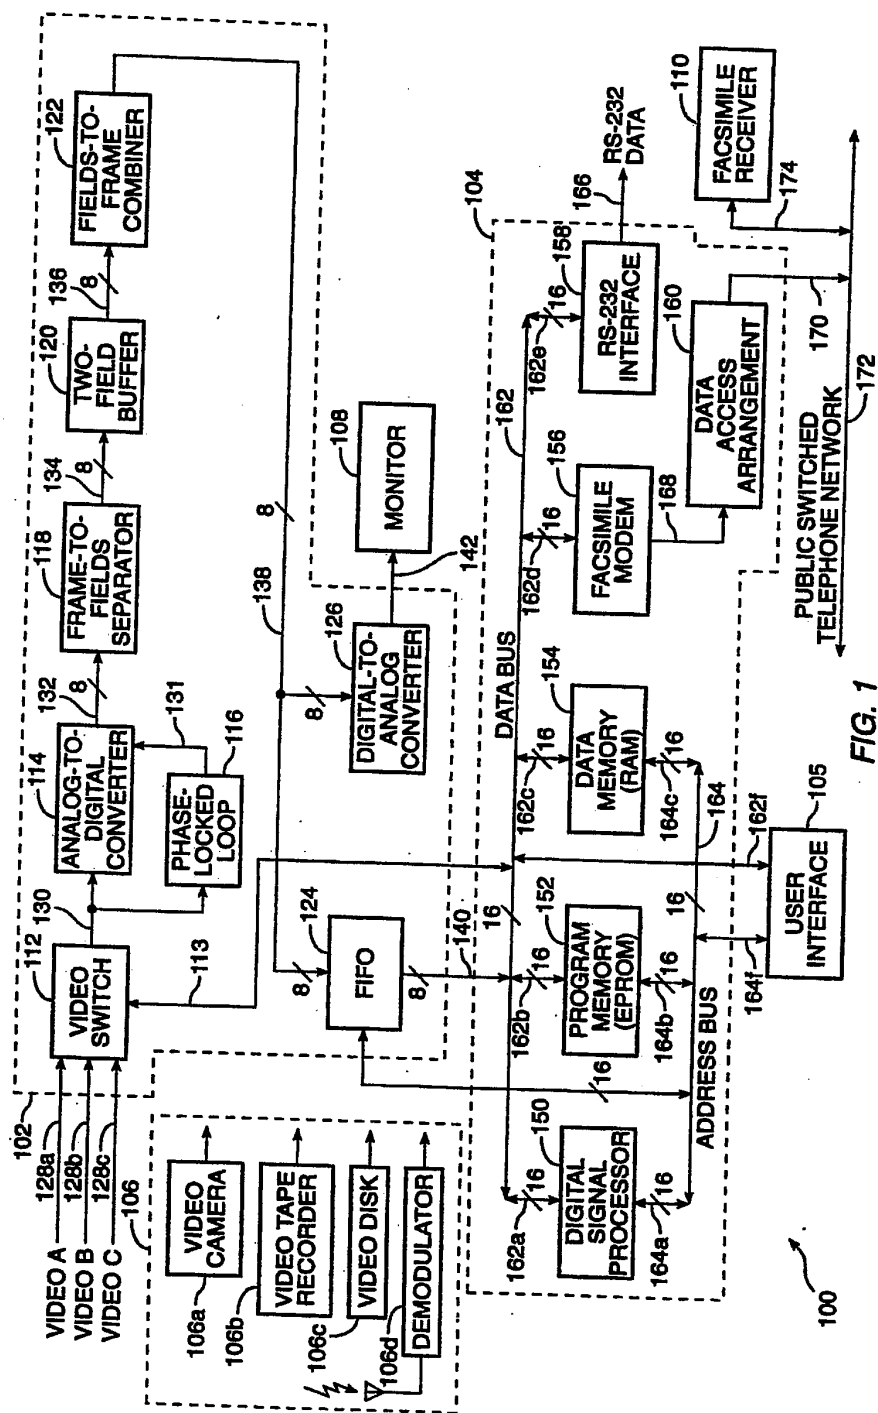 VIDEO A
VIDEO B
VIDEO C
128a
128b
128c
102
112
VIDEO
SWITCH
130
113
114
ANALOG-TO-
DIGITAL
CONVERTER
PHASE-
LOCKED
LOOP
116
131
132
8
118
FRAME-TO-
FIELDS
SEPARATOR
134
8
120
TWO-
FIELD
BUFFER
136
8
122
FIELDS-TO-
FRAME
COMBINER
138
8
106
106a
VIDEO
CAMERA
106b
VIDEO TAPE
RECORDER
106c
VIDEO DISK
106d
DEMODULATOR
124
8
FIFO
8
140
8
126
DIGITAL-TO-
ANALOG
CONVERTER
142
108
MONITOR
104
162a
16
150
DIGITAL
SIGNAL
PROCESSOR
164a
16
16
162b
16
152
PROGRAM
MEMORY
(EPROM)
164b
16
16
DATA BUS
162c
16
154
DATA
MEMORY
(RAM)
164c
16
164
16
ADDRESS BUS
162
162d
16
156
FACSIMILE
MODEM
168
162e
16
158
RS-232
INTERFACE
166
RS-232
DATA
160
DATA
ACCESS
ARRANGEMENT
170
110
FACSIMILE
RECEIVER
174
PUBLIC SWITCHED
TELEPHONE NETWORK
172
164f
162f
105
USER
INTERFACE
100
FIG. 1